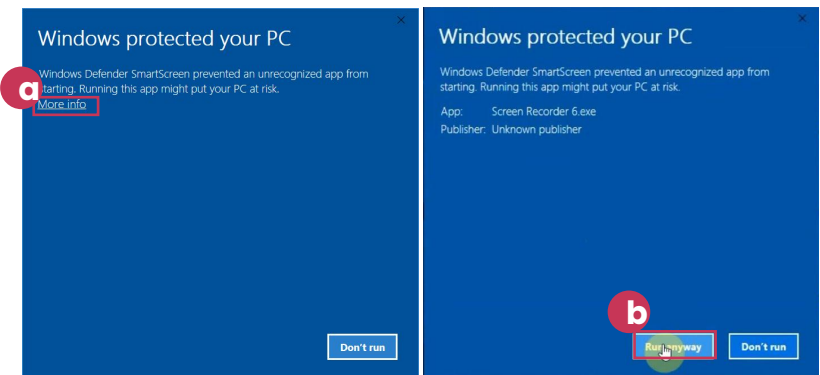 Windows protected your PC
Windows Defender SmartScreen prevented an unrecognized app from
starting. Running this app might put your PC at risk.
More info
a
Don't run
Windows protected your PC
Windows Defender SmartScreen prevented an unrecognized app from
starting. Running this app might put your PC at risk.
App: Screen Recorder 6.exe
Publisher: Unknown publisher
b
Run anyway
Don't run